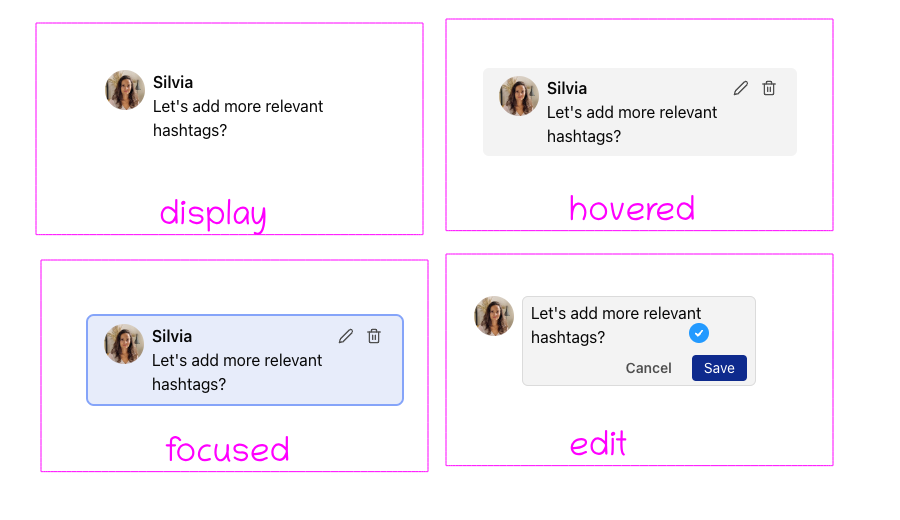 Silvia
Let's add more relevant
hashtags?
display
Silvia
Let's add more relevant
hashtags?
hovered
Silvia
Let's add more relevant
hashtags?
focused
Let's add more relevant
hashtags?
Cancel Save
edit